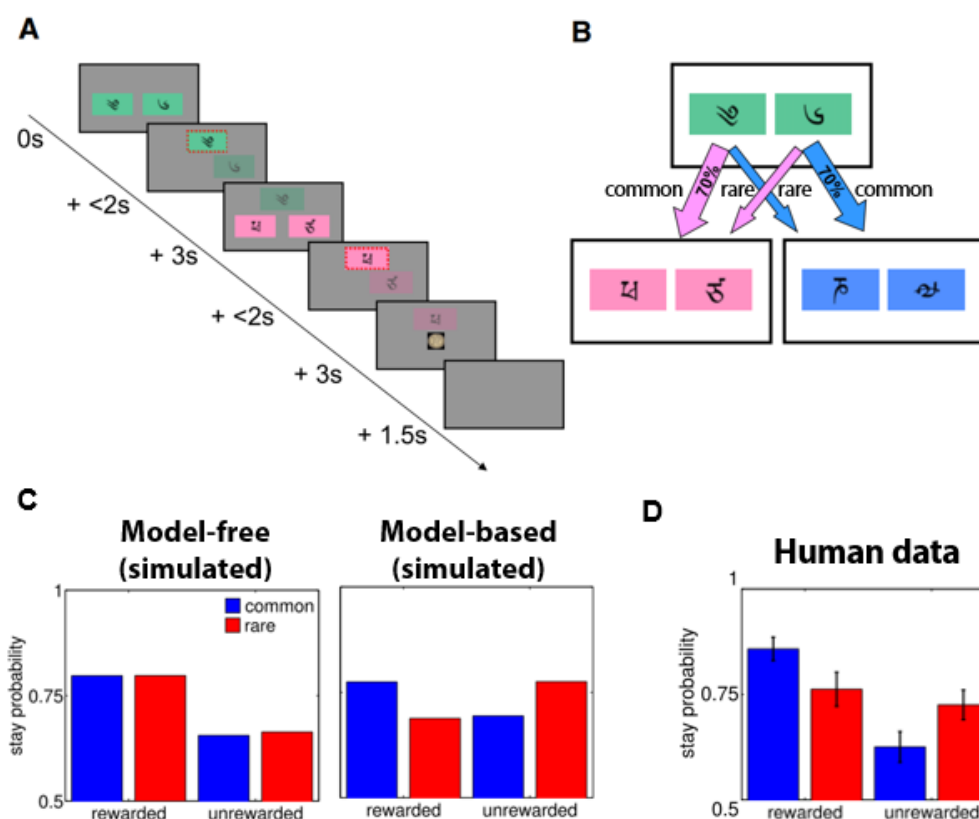 A
0s
+ <2s
+ 3s
+ <2s
+ 3s
+ 1.5s
B
70%
70%
common
rare
rare
common
C
Model-free
(simulated)
Model-based
(simulated)
1
0.75
0.5
stay probability
common
rare
rewarded
unrewarded
rewarded
unrewarded
D
Human data
1
0.75
0.5
stay probability
rewarded
unrewarded